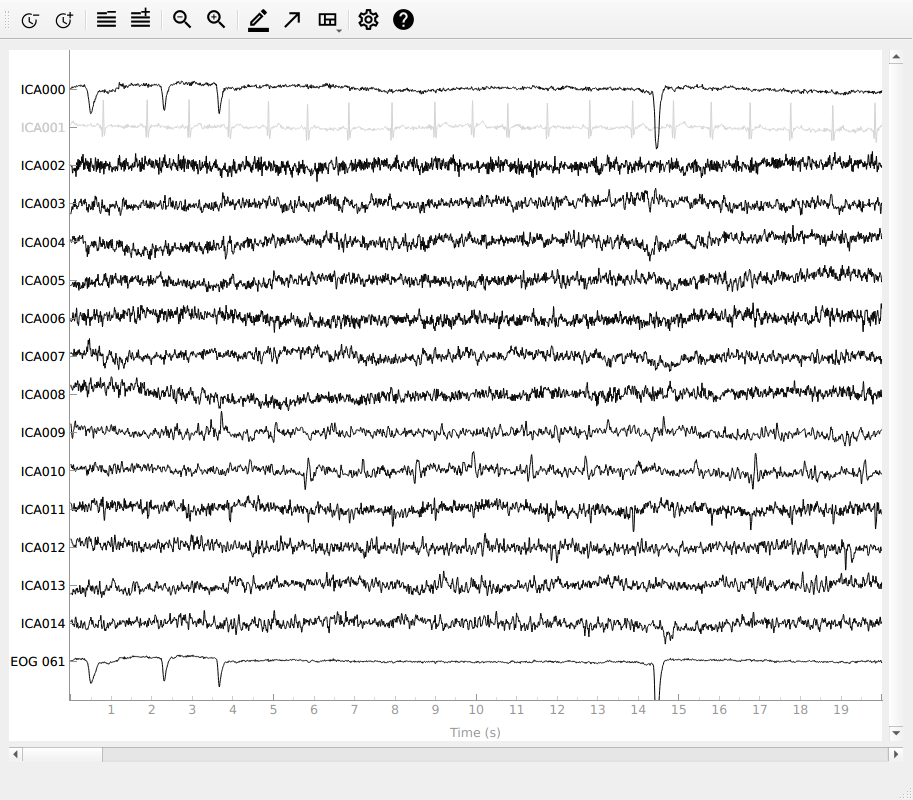 ICA000
ICA001
ICA002
ICA003
ICA004
ICA005
ICA006
ICA007
ICA008
ICA009
ICA010
ICA011
ICA012
ICA013
ICA014
EOG 061
1 2 3 4 5 6 7 8 9 10 11 12 13 14 15 16 17 18 19
Time (s)